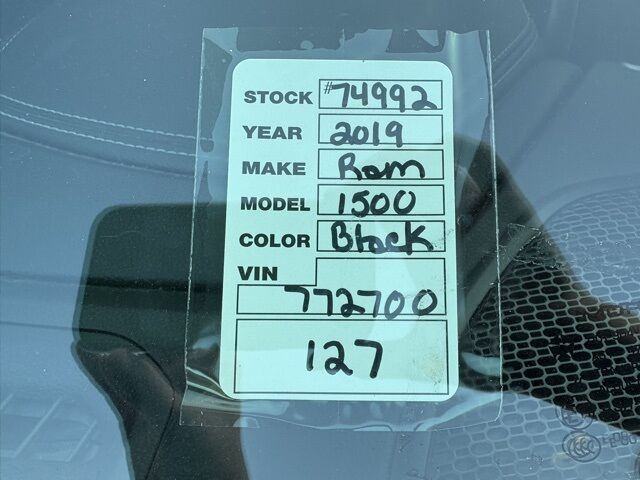 STOCK #74992
YEAR 2019
MAKE Ram
MODEL 1500
COLOR Black
VIN
772700
127